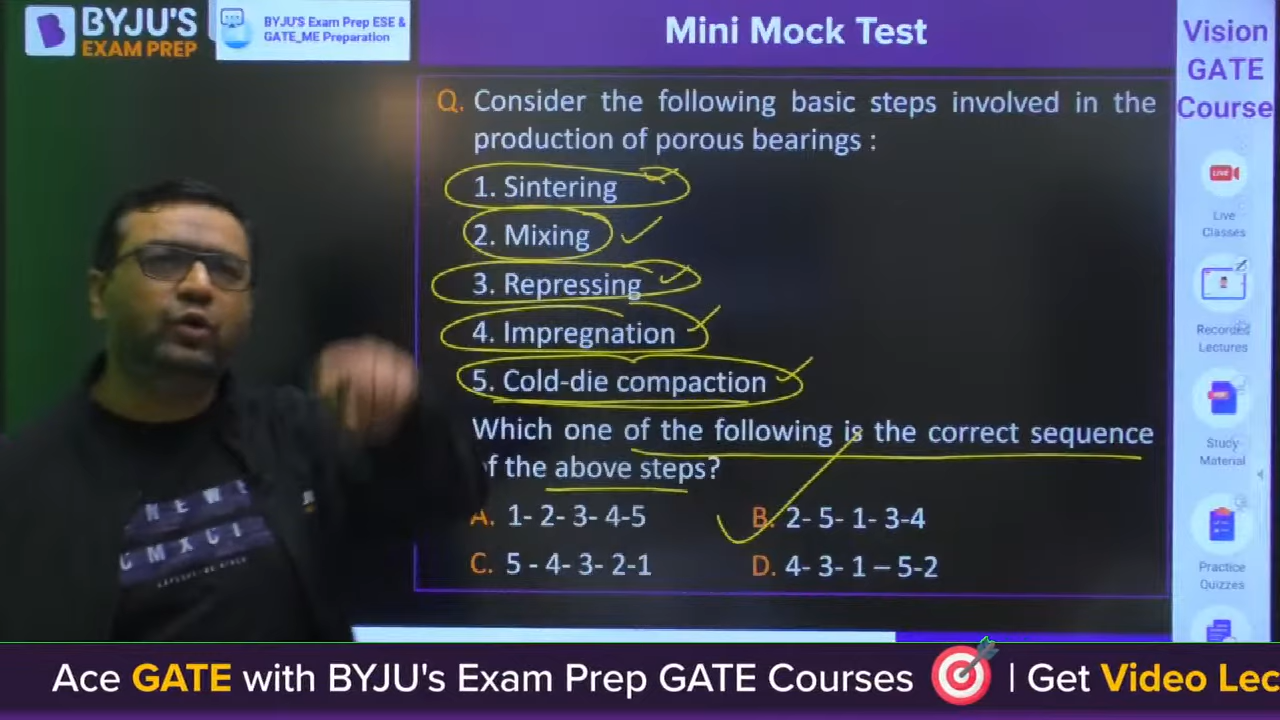 BYJU'S
EXAM PREP
BYJU'S Exam Prep ESE &
GATE_ME Preparation
Mini Mock Test
Vision
GATE
Course
Q. Consider the following basic steps involved in the
production of porous bearings :
1. Sintering
2. Mixing
3. Repressing
4. Impregnation
5. Cold-die compaction
Which one of the following is the correct sequence
of the above steps?
A. 1- 2- 3- 4-5
B. 2- 5- 1- 3-4
C. 5 - 4- 3- 2-1
D. 4- 3- 1 – 5-2
LIVE
Live
Classes
Recorded
Lectures
Study
Material
Practice
Quizzes
Ace GATE with BYJU's Exam Prep GATE Courses | Get Video Lec